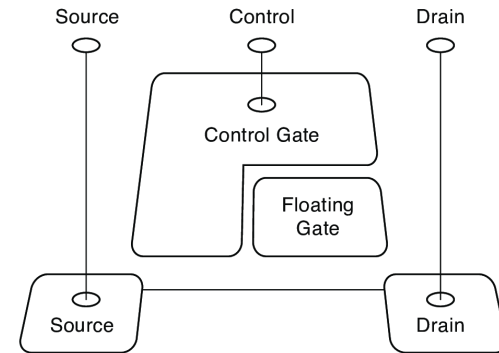 Source
Control
Drain
Control Gate
Floating
Gate
Source
Drain